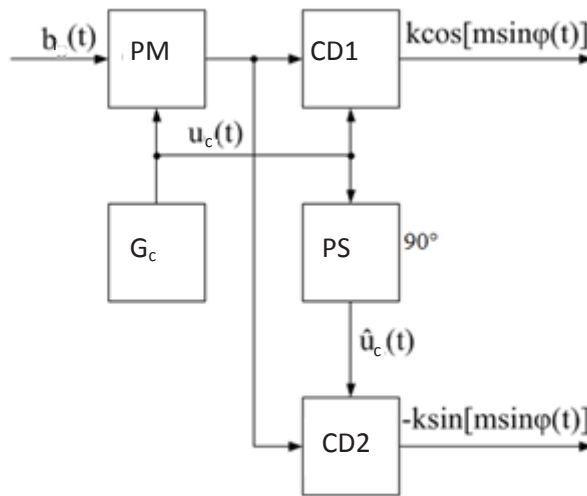 b (t)
PM
CD1
kcos[msinφ(t)]
u_c(t)
G_c
PS
90°
û_c(t)
CD2
-ksin[msinφ(t)]